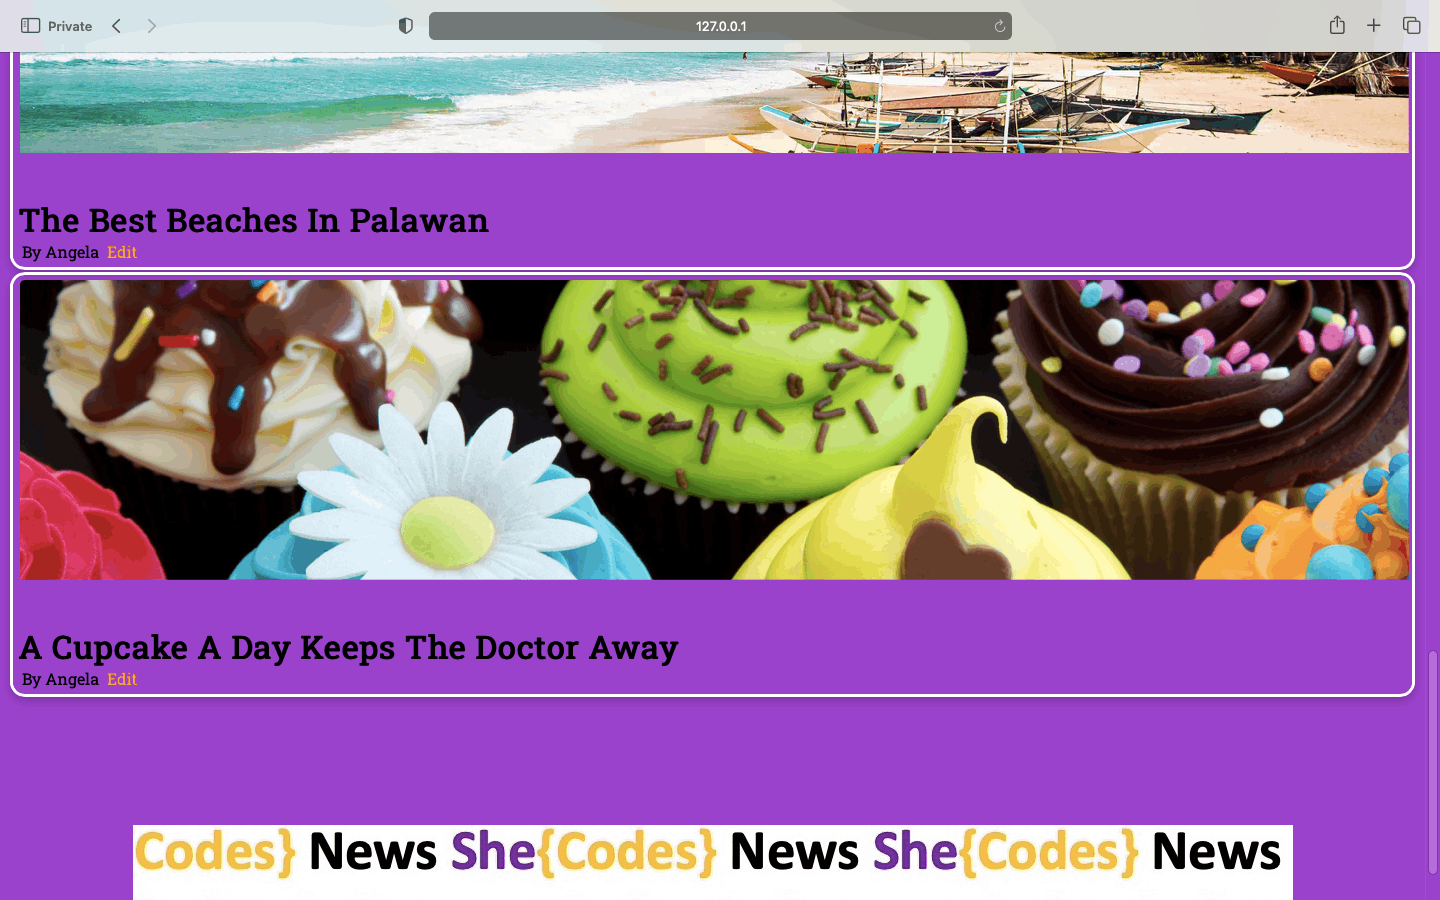 Private
127.0.0.1
The Best Beaches In Palawan
By Angela Edit
A Cupcake A Day Keeps The Doctor Away
By Angela Edit
Codes} News She{Codes} News She{Codes} News